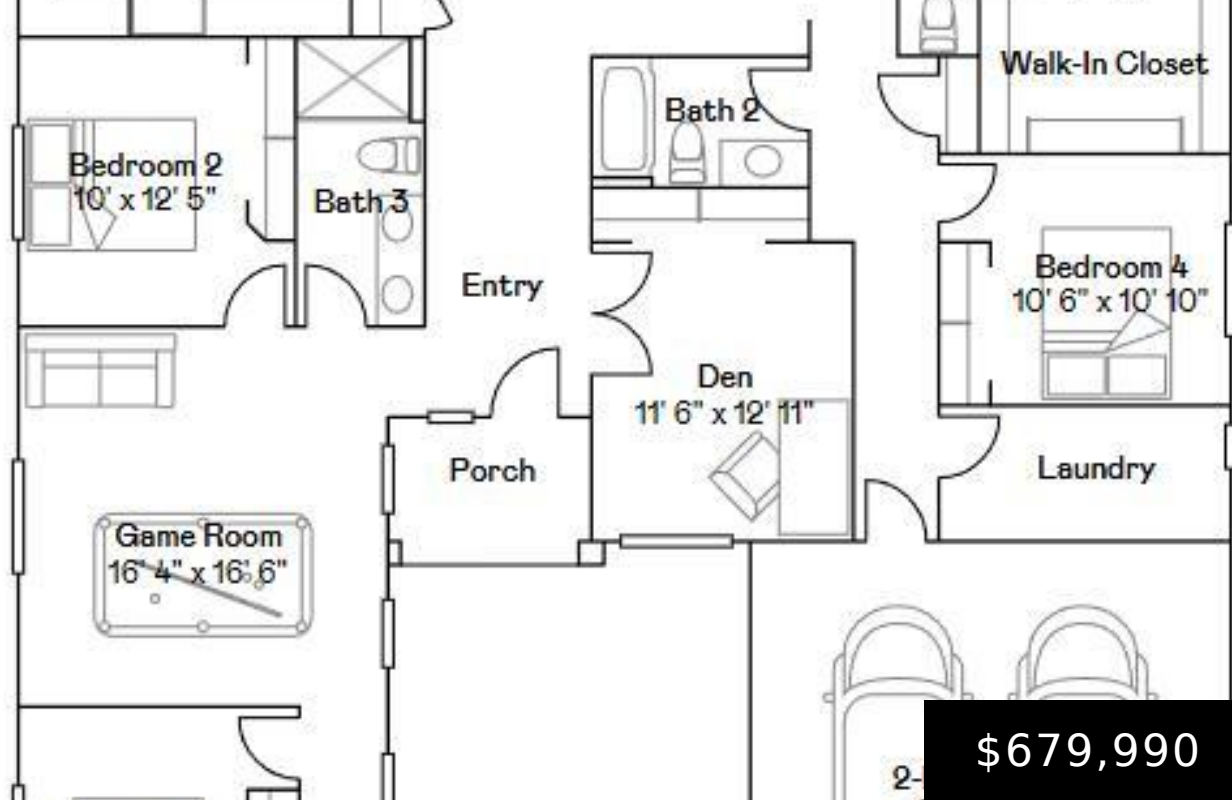 Walk-In Closet
Bath 2
Bedroom 2
10' x 12' 5"
Bath 3
Entry
Bedroom 4
10' 6" x 10' 10"
Den
11' 6" x 12' 11"
Porch
Laundry
Game Room
16' 4" x 16' 6"
$679,990
2-